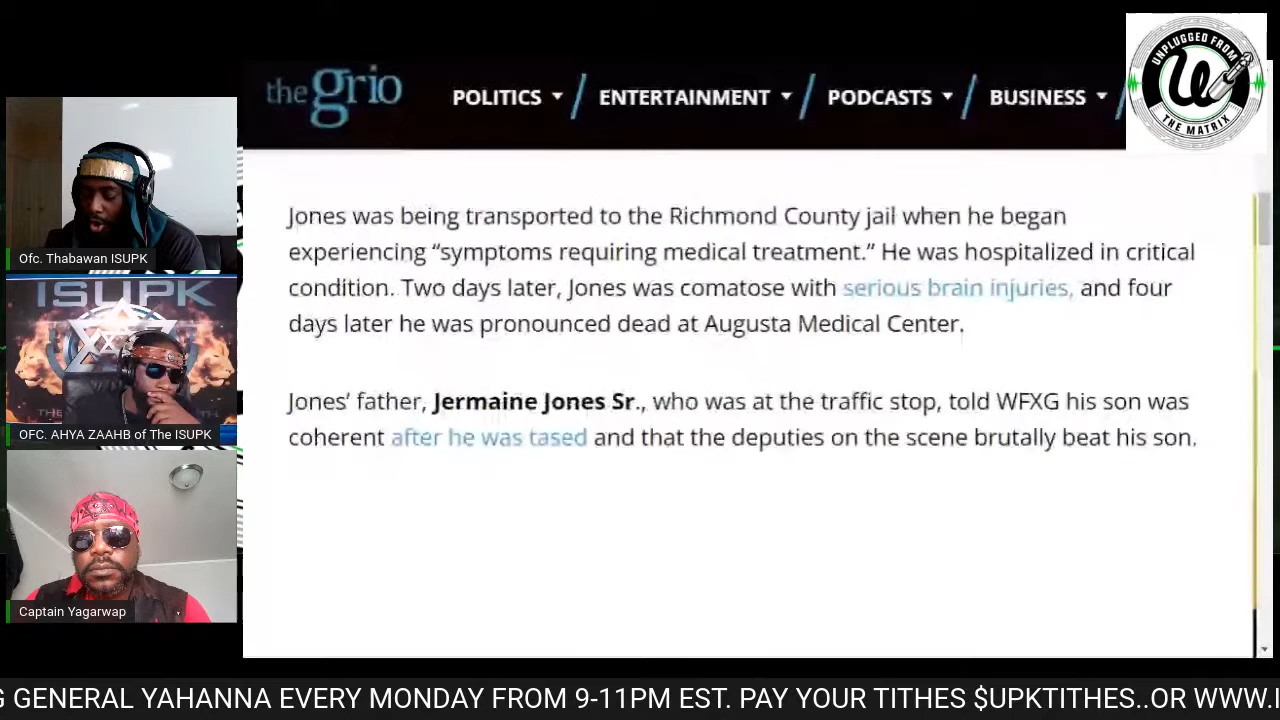 the grio
POLITICS
ENTERTAINMENT
PODCASTS
BUSINESS
UNPLUGGED FROM
THE MATRIX
Jones was being transported to the Richmond County jail when he began
experiencing “symptoms requiring medical treatment.” He was hospitalized in critical
condition. Two days later, Jones was comatose with serious brain injuries, and four
days later he was pronounced dead at Augusta Medical Center.
Jones’ father, Jermaine Jones Sr., who was at the traffic stop, told WFXG his son was
coherent after he was tased and that the deputies on the scene brutally beat his son.
Ofc. Thabawan ISUPK
ISUPK
OFC. AHYA ZAAHB of The ISUPK
Captain Yagarwap
G GENERAL YAHANNA EVERY MONDAY FROM 9-11PM EST. PAY YOUR TITHES $UPKTITHES..OR WWW.I